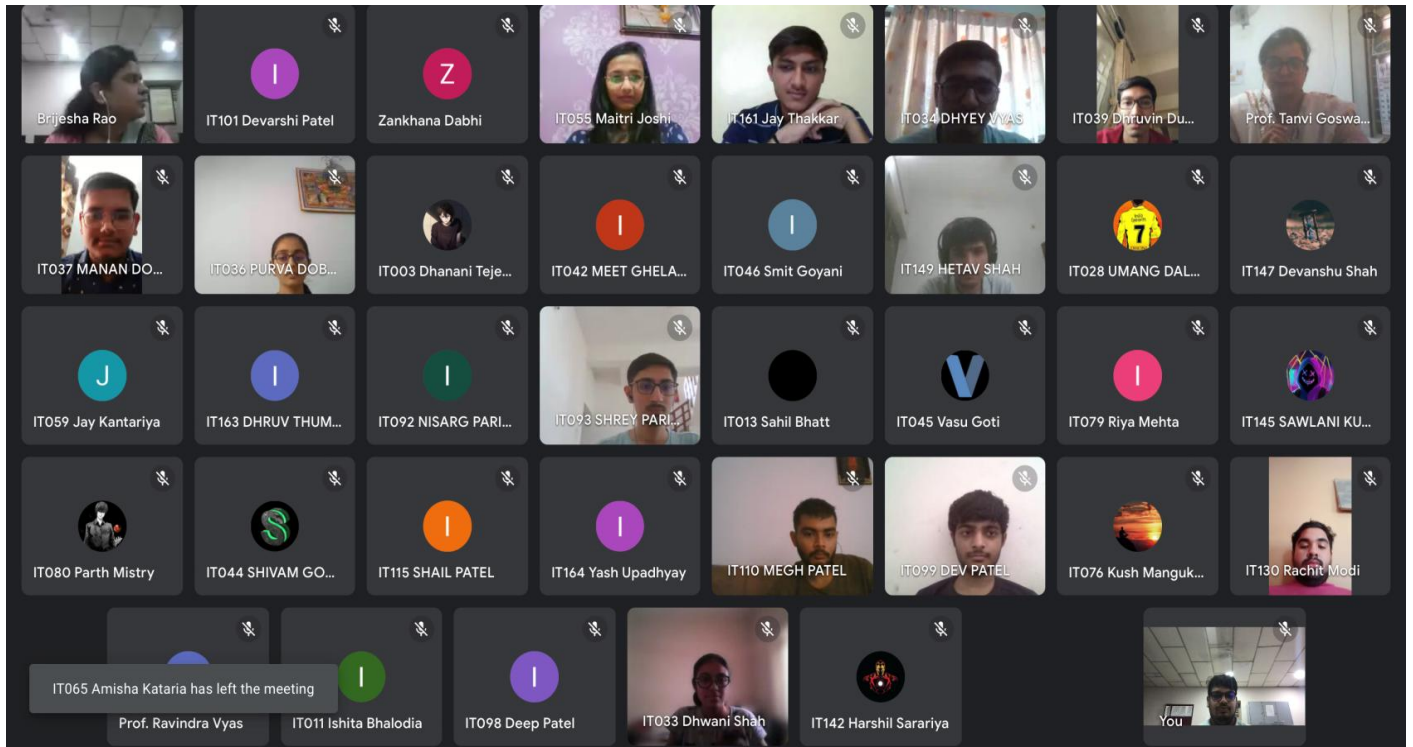 Brijesha Rao
I
IT101 Devarshi Patel
Z
Zankhana Dabhi
IT055 Maitri Joshi
IT161 Jay Thakkar
IT034 DHYEY VYAS
IT039 Dhruvin Du...
Prof. Tanvi Goswa...
IT037 MANAN DO...
IT036 PURVA DOB...
IT003 Dhanani Teje...
I
IT042 MEET GHELA...
I
IT046 Smit Goyani
IT149 HETAV SHAH
7
IT028 UMANG DAL...
IT147 Devanshu Shah
J
IT059 Jay Kantariya
I
IT163 DHRUV THUM...
I
IT092 NISARG PARI...
IT093 SHREY PARI...
IT013 Sahil Bhatt
V
IT045 Vasu Goti
I
IT079 Riya Mehta
IT145 SAWLANI KU...
IT080 Parth Mistry
S
IT044 SHIVAM GO...
I
IT115 SHAIL PATEL
I
IT164 Yash Upadhyay
IT110 MEGH PATEL
IT099 DEV PATEL
IT076 Kush Manguk...
IT130 Rachit Modi
IT065 Amisha Kataria has left the meeting
Prof. Ravindra Vyas
I
IT011 Ishita Bhalodia
I
IT098 Deep Patel
IT033 Dhwani Shah
IT142 Harshil Sarariya
You